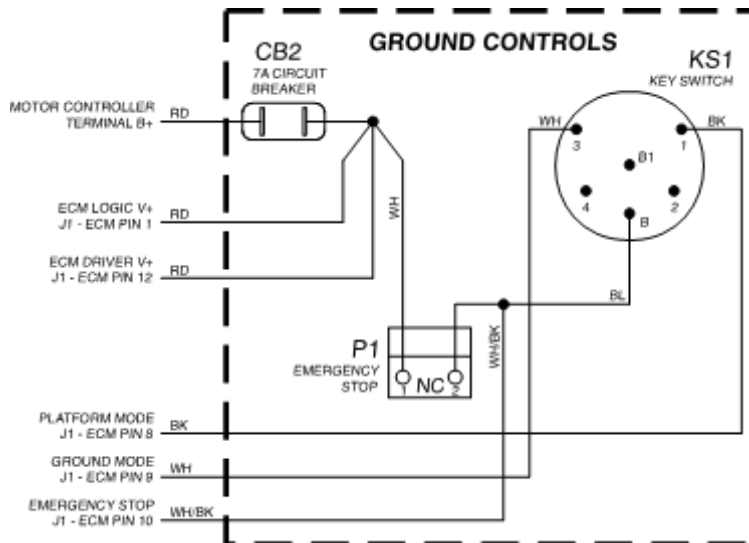 GROUND CONTROLS
CB2
7A CIRCUIT
BREAKER
KS1
KEY SWITCH
MOTOR CONTROLLER
TERMINAL B+
RD
WH
3
1
BK
B1
4
2
B
ECM LOGIC V+
J1 - ECM PIN 1
RD
WH
ECM DRIVER V+
J1 - ECM PIN 12
RD
BL
P1
EMERGENCY
STOP
1
NC
2
WH/BK
PLATFORM MODE
J1 - ECM PIN 8
BK
GROUND MODE
J1 - ECM PIN 9
WH
EMERGENCY STOP
J1 - ECM PIN 10
WH/BK